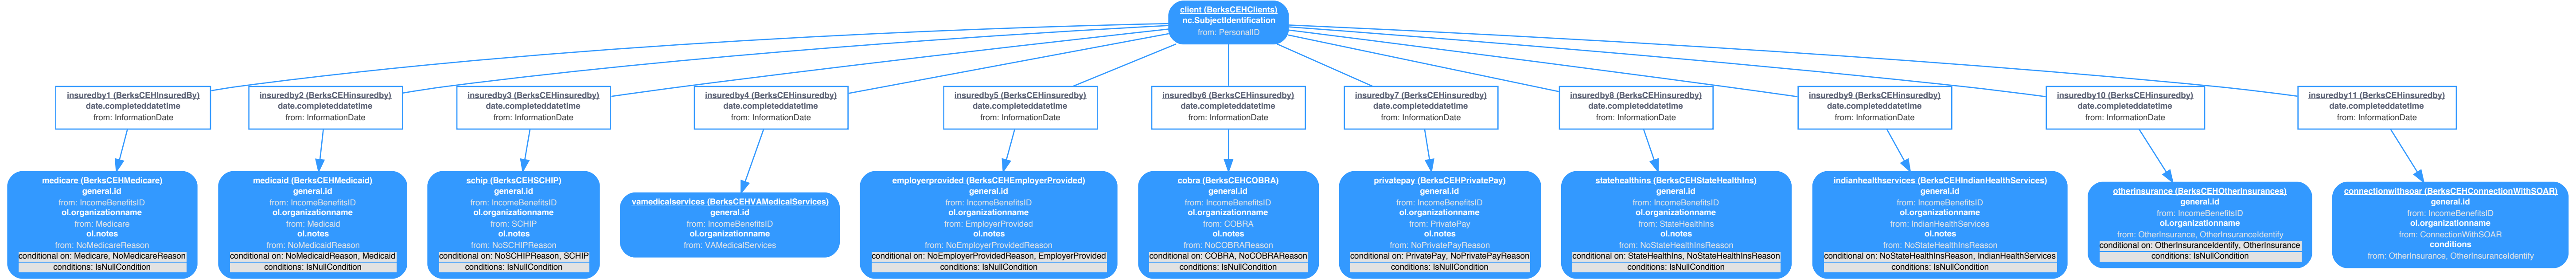 client (BerksCEHClients)
nc.SubjectIdentification
from: PersonalID
insuredby1 (BerksCEHInsuredBy)
date.completeddatetime
from: InformationDate
insuredby2 (BerksCEHinsuredby)
date.completeddatetime
from: InformationDate
insuredby3 (BerksCEHinsuredby)
date.completeddatetime
from: InformationDate
insuredby4 (BerksCEHinsuredby)
date.completeddatetime
from: InformationDate
insuredby5 (BerksCEHinsuredby)
date.completeddatetime
from: InformationDate
insuredby6 (BerksCEHinsuredby)
date.completeddatetime
from: InformationDate
insuredby7 (BerksCEHinsuredby)
date.completeddatetime
from: InformationDate
insuredby8 (BerksCEHinsuredby)
date.completeddatetime
from: InformationDate
insuredby9 (BerksCEHinsuredby)
date.completeddatetime
from: InformationDate
insuredby10 (BerksCEHinsuredby)
date.completeddatetime
from: InformationDate
insuredby11 (BerksCEHinsuredby)
date.completeddatetime
from: InformationDate
medicare (BerksCEHMedicare)
general.id
from: IncomeBenefitsID
ol.organizationname
from: Medicare
ol.notes
from: NoMedicareReason
conditional on: Medicare, NoMedicareReason
conditions: IsNullCondition
medicaid (BerksCEHMedicaid)
general.id
from: IncomeBenefitsID
ol.organizationname
from: Medicaid
ol.notes
from: NoMedicaidReason
conditional on: NoMedicaidReason, Medicaid
conditions: IsNullCondition
schip (BerksCEHSCHIP)
general.id
from: IncomeBenefitsID
ol.organizationname
from: SCHIP
ol.notes
from: NoSCHIPReason
conditional on: NoSCHIPReason, SCHIP
conditions: IsNullCondition
vamedicalservices (BerksCEHVAMedicalServices)
general.id
from: IncomeBenefitsID
ol.organizationname
from: VAMedicalServices
employerprovided (BerksCEHEmployerProvided)
general.id
from: IncomeBenefitsID
ol.organizationname
from: EmployerProvided
ol.notes
from: NoEmployerProvidedReason
conditional on: NoEmployerProvidedReason, EmployerProvided
conditions: IsNullCondition
cobra (BerksCEHCOBRA)
general.id
from: IncomeBenefitsID
ol.organizationname
from: COBRA
ol.notes
from: NoCOBRAReason
conditional on: COBRA, NoCOBRAReason
conditions: IsNullCondition
privatepay (BerksCEHPrivatePay)
general.id
from: IncomeBenefitsID
ol.organizationname
from: PrivatePay
ol.notes
from: NoPrivatePayReason
conditional on: PrivatePay, NoPrivatePayReason
conditions: IsNullCondition
statehealthins (BerksCEHStateHealthIns)
general.id
from: IncomeBenefitsID
ol.organizationname
from: StateHealthIns
ol.notes
from: NoStateHealthInsReason
conditional on: StateHealthIns, NoStateHealthInsReason
conditions: IsNullCondition
indianhealthservices (BerksCEHIndianHealthServices)
general.id
from: IncomeBenefitsID
ol.organizationname
from: IndianHealthServices
ol.notes
from: NoStateHealthInsReason
conditional on: NoStateHealthInsReason, IndianHealthServices
conditions: IsNullCondition
otherinsurance (BerksCEHOtherInsurances)
general.id
from: IncomeBenefitsID
ol.organizationname
from: OtherInsurance, OtherInsuranceIdentify
conditional on: OtherInsuranceIdentify, OtherInsurance
conditions: IsNullCondition
connectionwithsoar (BerksCEHConnectionWithSOAR)
general.id
from: IncomeBenefitsID
ol.organizationname
from: ConnectionWithSOAR
conditions
from: OtherInsurance, OtherInsuranceIdentify